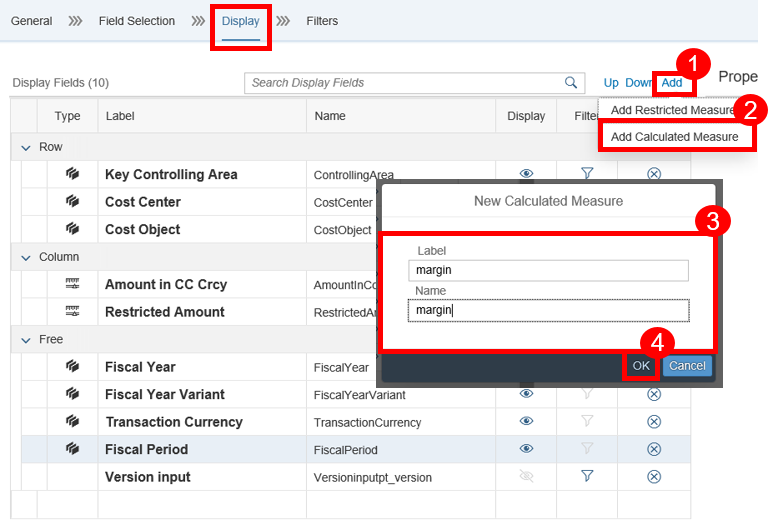 General Field Selection Display Filters
1
Display Fields (10) Search Display Fields Up Down Add Prope
Add Restricted Measure 2
Type Label Name Display Filter
Add Calculated Measure
Row
Key Controlling Area ControllingArea
Cost Center CostCenter
Cost Object CostObject
New Calculated Measure
3
Column
Label
margin
Amount in CC Crcy AmountInCo
Name
Restricted Amount RestrictedAm
margin
Free
4
Fiscal Year FiscalYear
OK Cancel
Fiscal Year Variant FiscalYearVariant
Transaction Currency TransactionCurrency
Fiscal Period FiscalPeriod
Version input Versioninputpt_version